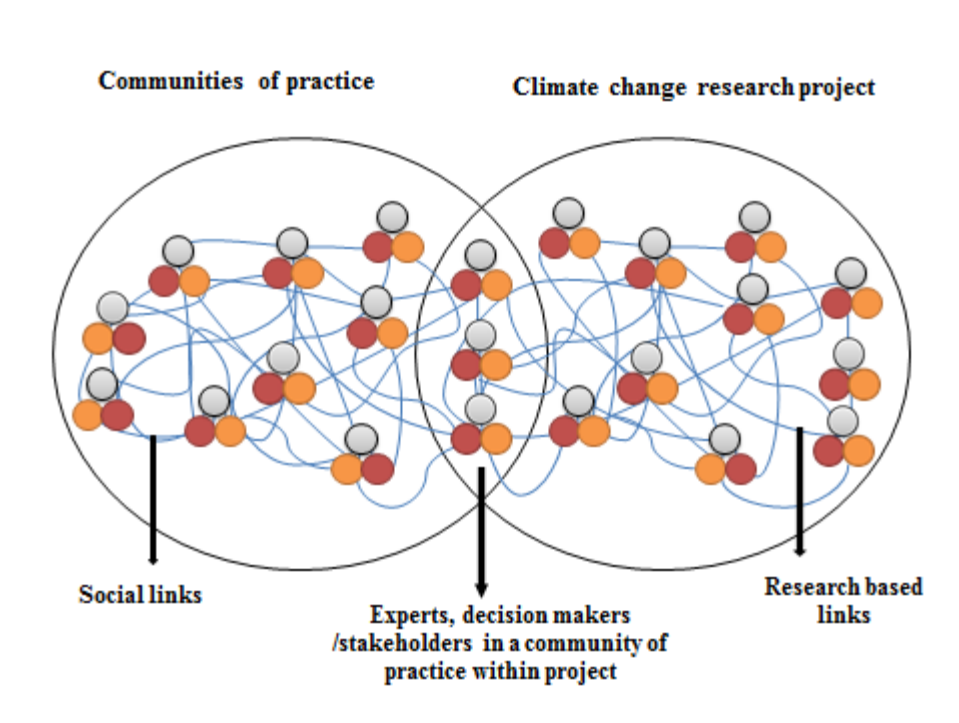 Communities of practice
Climate change research project
Social links
Experts, decision makers
/stakeholders in a community of
practice within project
Research based
links